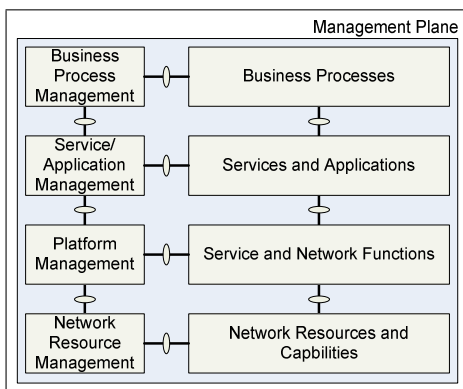 Management Plane
Business
Process
Management
Business Processes
Service/
Application
Management
Services and Applications
Platform
Management
Service and Network Functions
Network
Resource
Management
Network Resources and
Capbilities